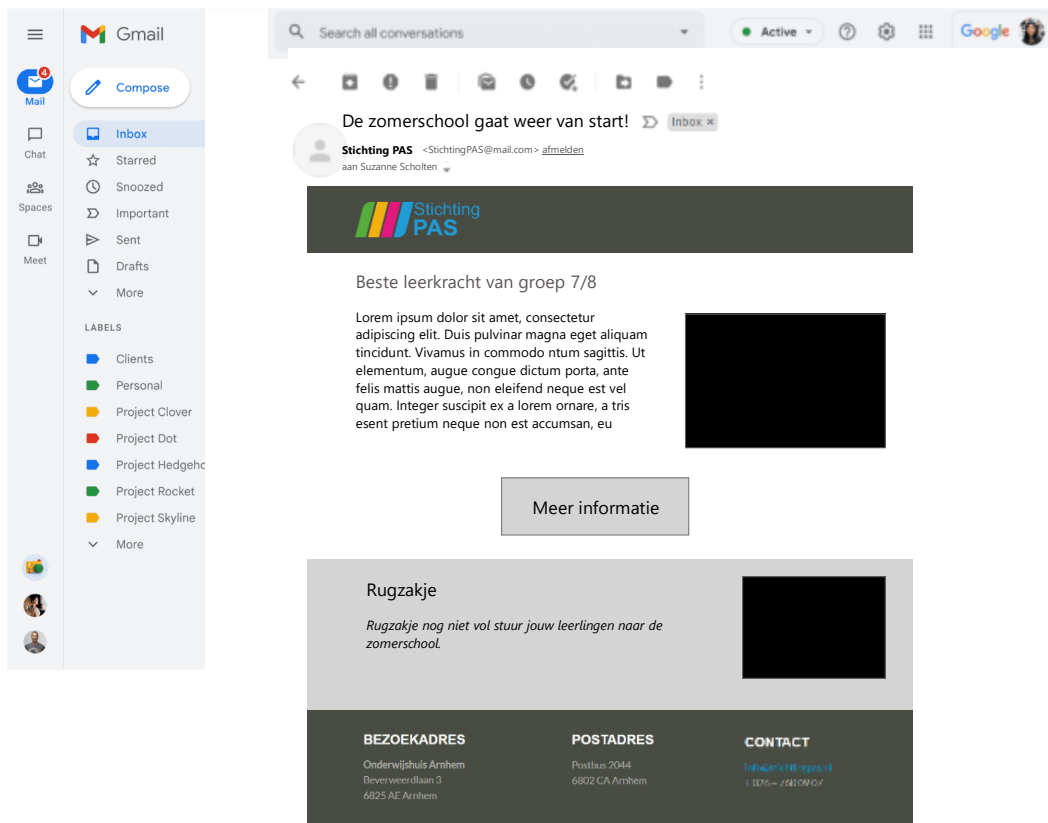 Gmail
Search all conversations
Active
Google
4
Mail
Compose
Chat
Spaces
Meet
Inbox
Starred
Snoozed
Important
Sent
Drafts
More
LABELS
Clients
Personal
Project Clover
Project Dot
Project Hedgeho
Project Rocket
Project Skyline
More
De zomerschool gaat weer van start! Inbox ×
Stichting PAS <StichtingPAS@mail.com> afmelden
aan Suzanne Scholten
Stichting
PAS
Beste leerkracht van groep 7/8
Lorem ipsum dolor sit amet, consectetur
adipiscing elit. Duis pulvinar magna eget aliquam
tincidunt. Vivamus in commodo ntum sagittis. Ut
elementum, augue congue dictum porta, ante
felis mattis augue, non eleifend neque est vel
quam. Integer suscipit ex a lorem ornare, a tris
esent pretium neque non est accumsan, eu
Meer informatie
Rugzakje
Rugzakje nog niet vol stuur jouw leerlingen naar de
zomerschool.
BEZOEKADRES
Onderwijshuis Arnhem
Beverweerdlaan 3
6825 AE Arnhem
POSTADRES
Postbus 2044
6802 CA Arnhem
CONTACT